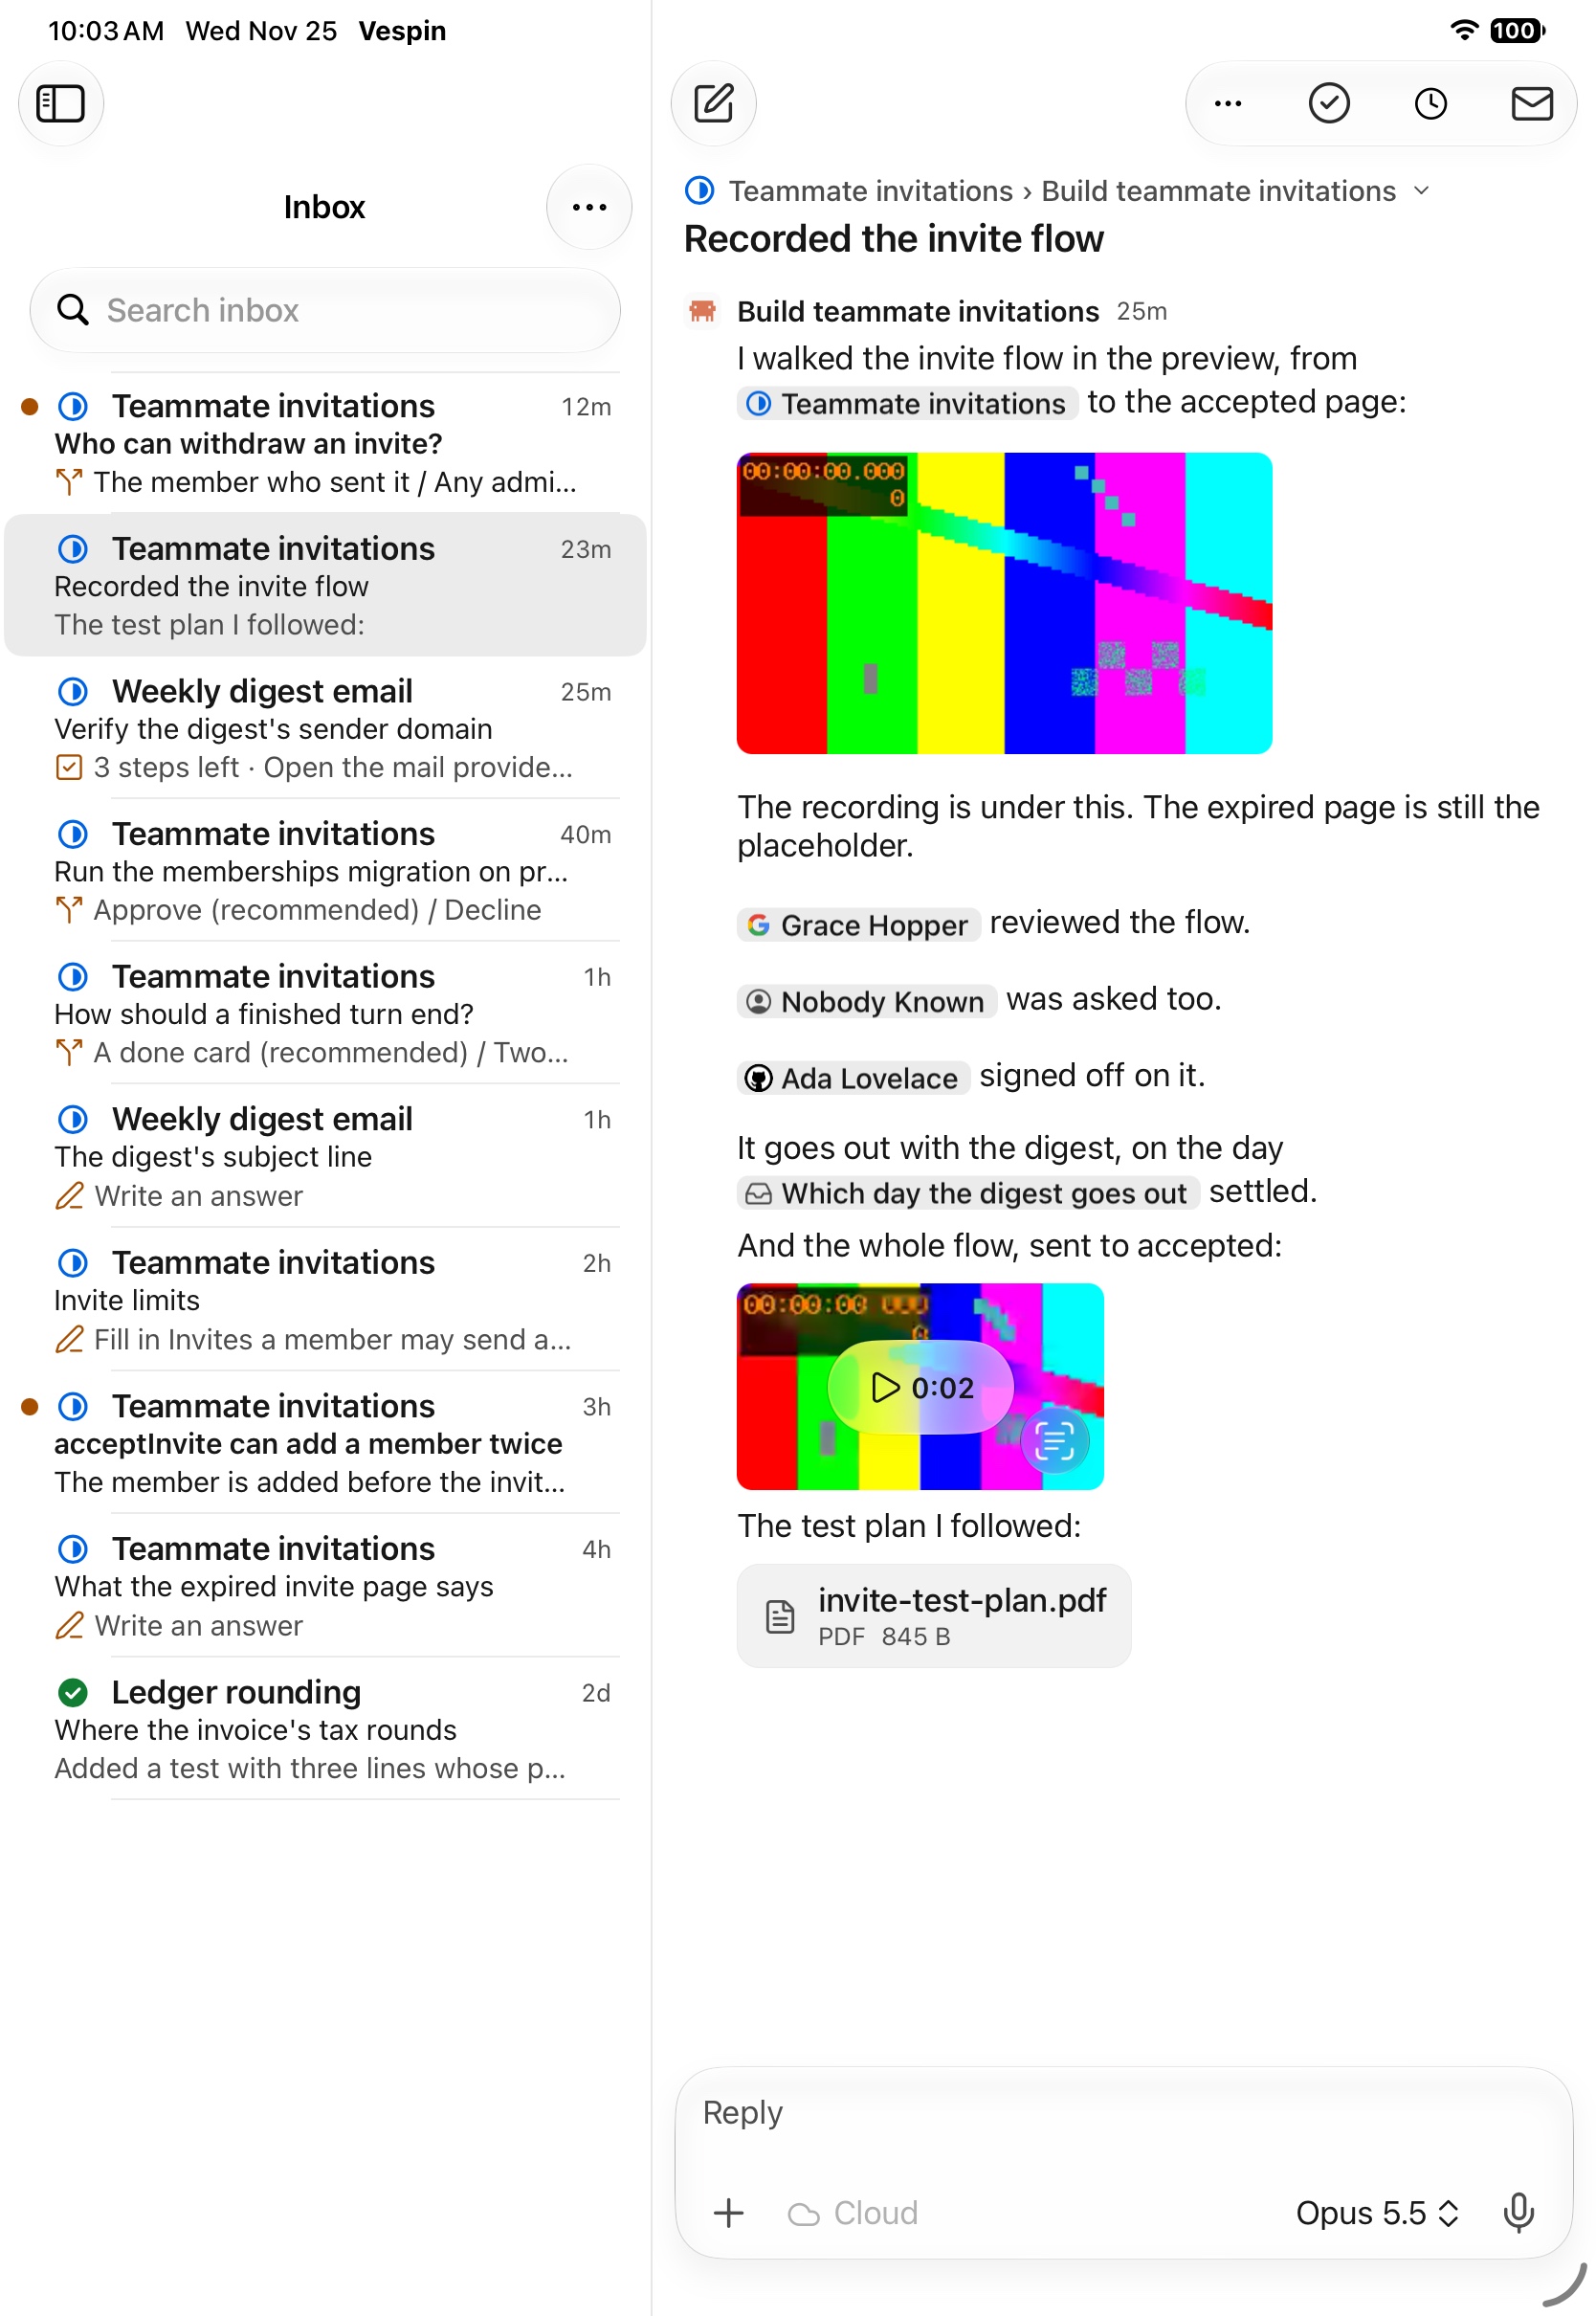 10:03 AM Wed Nov 25 Vespin
100
Inbox
Search inbox
Teammate invitations 12m
Who can withdraw an invite?
The member who sent it / Any admi...
Teammate invitations 23m
Recorded the invite flow
The test plan I followed:
Weekly digest email 25m
Verify the digest's sender domain
3 steps left · Open the mail provide...
Teammate invitations 40m
Run the memberships migration on pr...
Approve (recommended) / Decline
Teammate invitations 1h
How should a finished turn end?
A done card (recommended) / Two...
Weekly digest email 1h
The digest's subject line
Write an answer
Teammate invitations 2h
Invite limits
Fill in Invites a member may send a...
Teammate invitations 3h
acceptInvite can add a member twice
The member is added before the invit...
Teammate invitations 4h
What the expired invite page says
Write an answer
Ledger rounding 2d
Where the invoice's tax rounds
Added a test with three lines whose p...
Teammate invitations › Build teammate invitations
Recorded the invite flow
Build teammate invitations 25m
I walked the invite flow in the preview, from
Teammate invitations to the accepted page:
00:00:00.000
0
The recording is under this. The expired page is still the
placeholder.
Grace Hopper reviewed the flow.
Nobody Known was asked too.
Ada Lovelace signed off on it.
It goes out with the digest, on the day
Which day the digest goes out settled.
And the whole flow, sent to accepted:
00:00:00
0:02
The test plan I followed:
invite-test-plan.pdf
PDF 845 B
Reply
Cloud
Opus 5.5